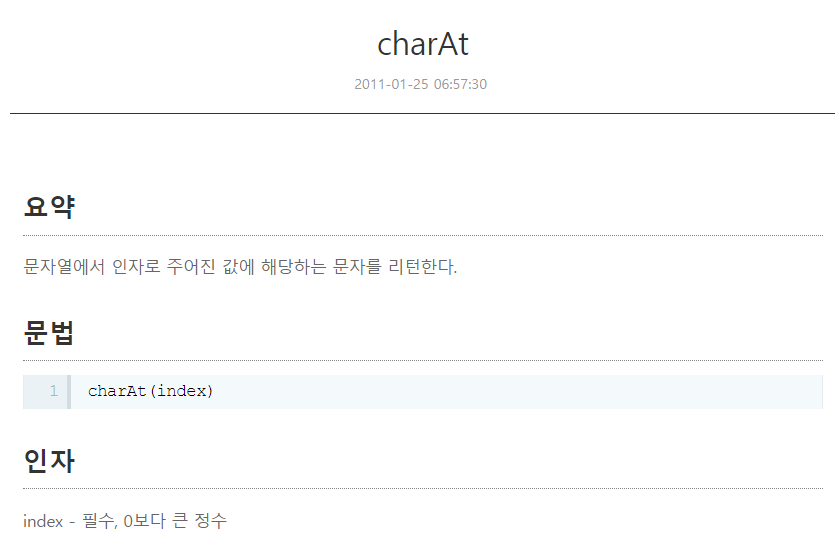 charAt
2011-01-25 06:57:30
요약
문자열에서 인자로 주어진 값에 해당하는 문자를 리턴한다.
문법
1 charAt(index)
인자
index - 필수, 0보다 큰 정수